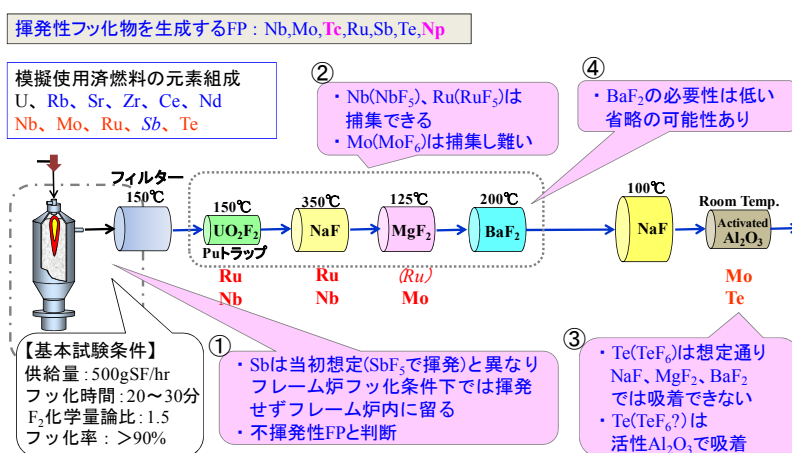 揮発性フッ化物を生成するFP：Nb,Mo,Tc,Ru,Sb,Te,Np
模擬使用済燃料の元素組成
U、Rb、Sr、Zr、Ce、Nd
Nb、Mo、Ru、Sb、Te
②
・Nb(NbF5)、Ru(RuF5)は
捕集できる
・Mo(MoF6)は捕集し難い
④
・BaF2の必要性は低い
省略の可能性あり
フィルター
150℃
150℃
UO2F2
Puトラップ
Ru
Nb
350℃
NaF
Ru
Nb
125℃
MgF2
(Ru)
Mo
200℃
BaF2
100℃
NaF
Room Temp.
Activated
Al2O3
Mo
Te
【基本試験条件】
供給量：500gSF/hr
フッ化時間：20～30分
F2化学量論比：1.5
フッ化率：＞90%
①
・Sbは当初想定(SbF5で揮発)と異なり
フレーム炉フッ化条件下では揮発
せずフレーム炉内に留る
・不揮発性FPと判断
③
・Te(TeF6)は想定通り
NaF、MgF2、BaF2
では吸着できない
・Te(TeF6?)は
活性Al2O3で吸着